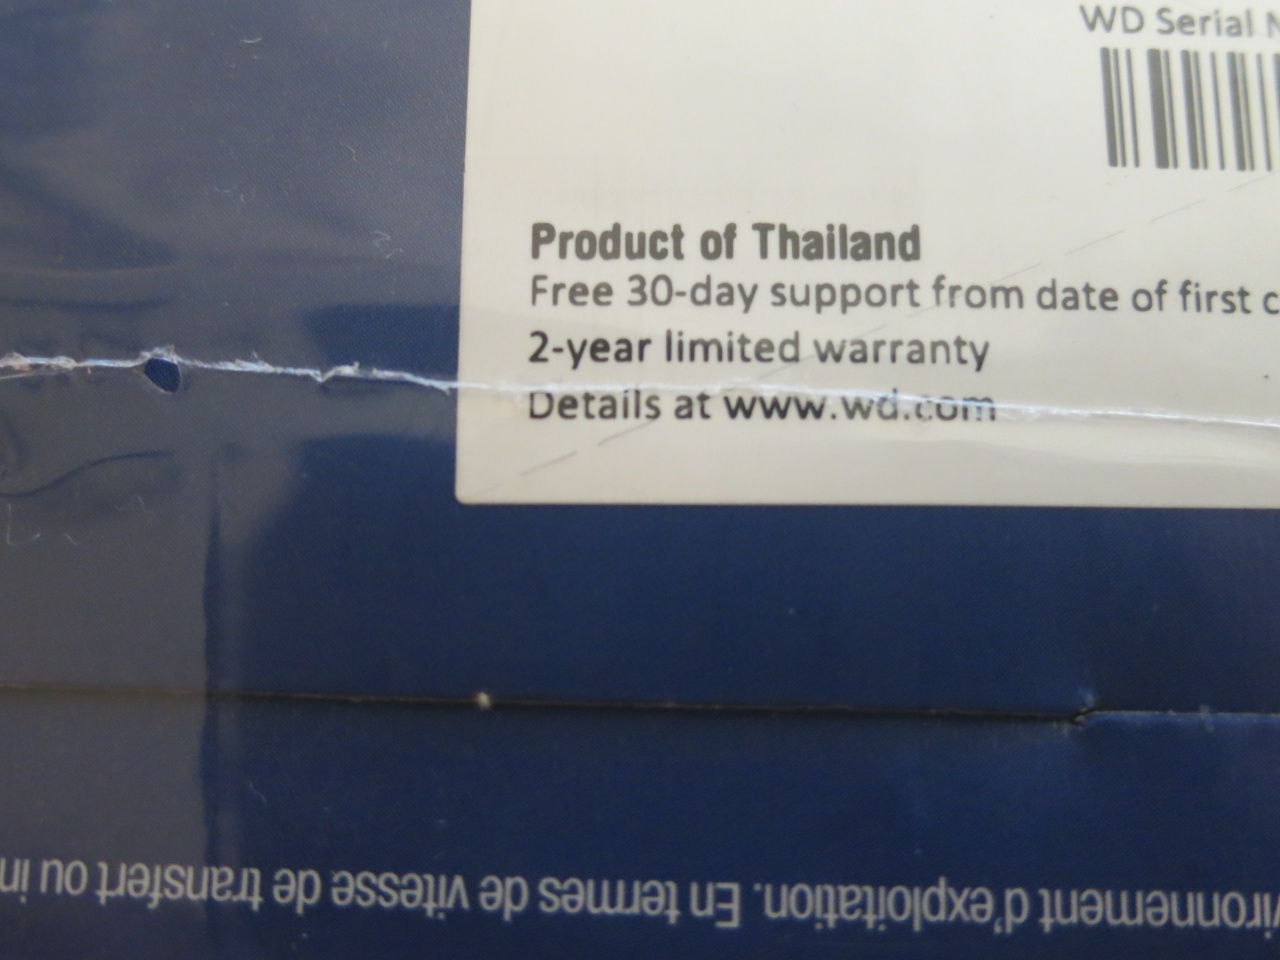 WD Serial
Product of Thailand
Free 30-day support from date of first
2-year limited warranty
Details at www.wd.com
d'exploitation. En termes de vitesse de transfert ou